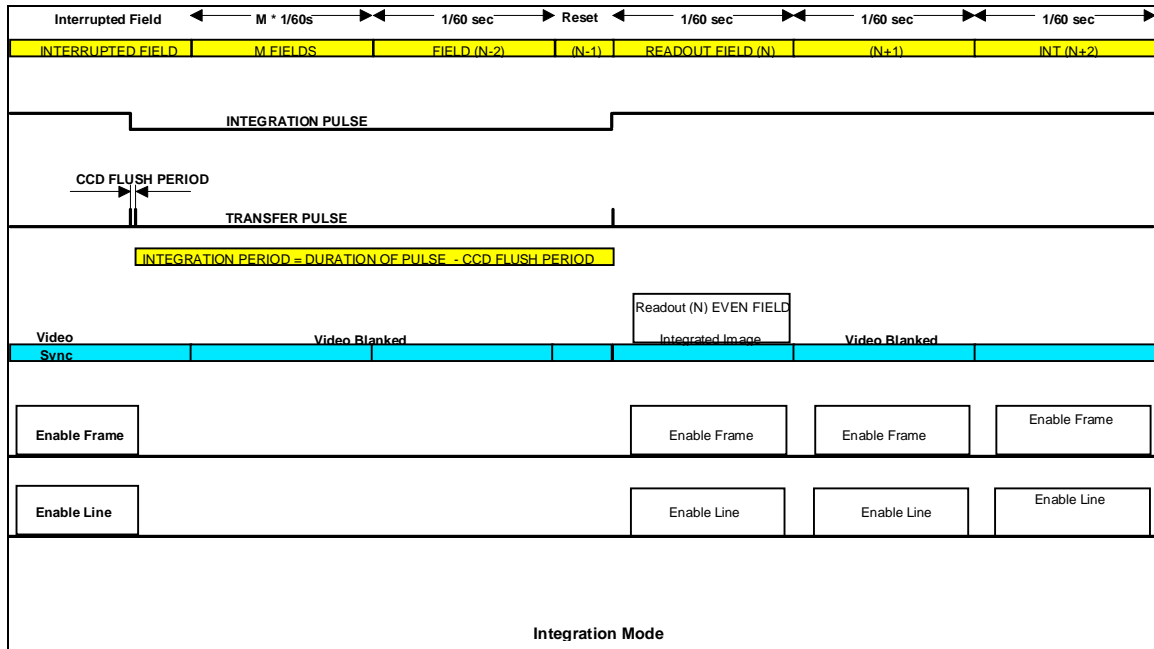 Interrupted Field M * 1/60s 1/60 sec Reset 1/60 sec 1/60 sec 1/60 sec
INTERRUPTED FIELD M FIELDS FIELD (N-2) (N-1) READOUT FIELD (N) (N+1) INT (N+2)
INTEGRATION PULSE
CCD FLUSH PERIOD
TRANSFER PULSE
INTEGRATION PERIOD = DURATION OF PULSE - CCD FLUSH PERIOD
Readout (N) EVEN FIELD
Integrated Image
Video Video Blanked Video Blanked
Sync
Enable Frame Enable Frame Enable Frame Enable Frame
Enable Line Enable Line Enable Line Enable Line
Integration Mode